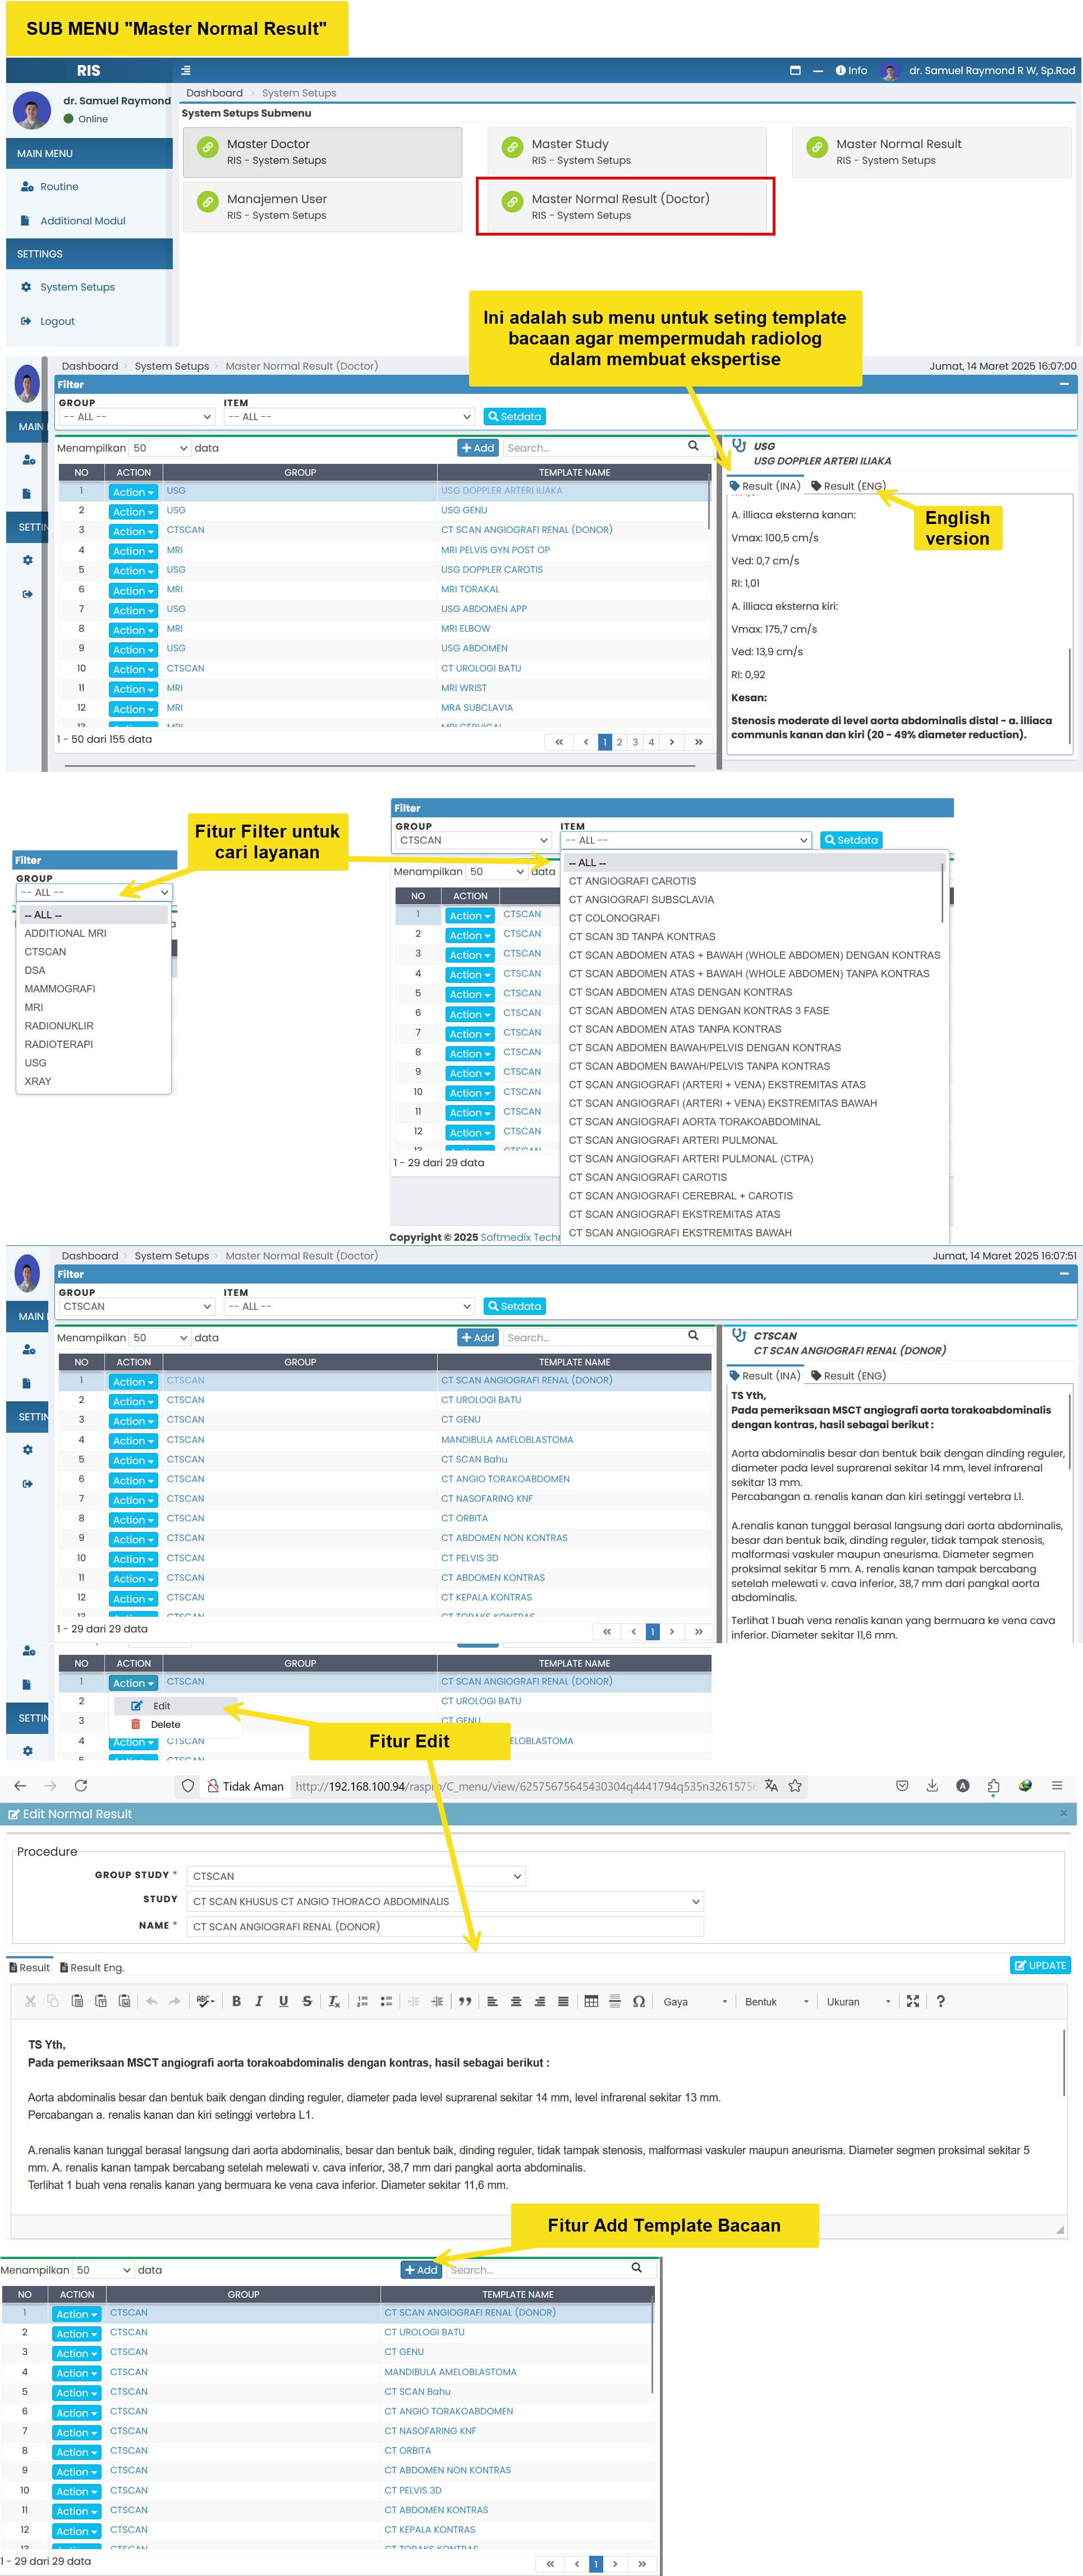 SUB MENU "Master Normal Result"
RIS
Info
dr. Samuel Raymond R W, Sp.Rad
dr. Samuel Raymond
Online
Dashboard > System Setups
System Setups Submenu
MAIN MENU
Routine
Additional Modul
SETTINGS
System Setups
Logout
Master Doctor
RIS - System Setups
Master Study
RIS - System Setups
Master Normal Result
RIS - System Setups
Manajemen User
RIS - System Setups
Master Normal Result (Doctor)
RIS - System Setups
Ini adalah sub menu untuk seting template
bacaan agar mempermudah radiolog
dalam membuat ekspertise
Dashboard > System Setups > Master Normal Result (Doctor)
Jumat, 14 Maret 2025 16:07:00
MAIN
SETTIN
Filter
GROUP
ITEM
-- ALL --
-- ALL --
Setdata
Menampilkan 50 data
Add
Search...
NO ACTION GROUP TEMPLATE NAME
1 Action USG USG DOPPLER ARTERI ILIAKA
2 Action USG USG GENU
3 Action CTSCAN CT SCAN ANGIOGRAFI RENAL (DONOR)
4 Action MRI MRI PELVIS GYN POST OP
5 Action USG USG DOPPLER CAROTIS
6 Action MRI MRI TORAKAL
7 Action USG USG ABDOMEN APP
8 Action MRI MRI ELBOW
9 Action USG USG ABDOMEN
10 Action CTSCAN CT UROLOGI BATU
11 Action MRI MRI WRIST
12 Action MRI MRA SUBCLAVIA
1 - 50 dari 155 data
1 2 3 4
USG
USG DOPPLER ARTERI ILIAKA
Result (INA)
Result (ENG)
English
version
A. illiaca eksterna kanan:
Vmax: 100,5 cm/s
Ved: 0,7 cm/s
RI: 1,01
A. illiaca eksterna kiri:
Vmax: 175,7 cm/s
Ved: 13,9 cm/s
RI: 0,92
Kesan:
Stenosis moderate di level aorta abdominalis distal - a. illiaca
communis kanan dan kiri (20 - 49% diameter reduction).
Fitur Filter untuk
cari layanan
Filter
GROUP
-- ALL --
-- ALL --
ADDITIONAL MRI
CTSCAN
DSA
MAMMOGRAFI
MRI
RADIONUKLIR
RADIOTERAPI
USG
XRAY
Filter
GROUP
ITEM
CTSCAN
-- ALL --
Setdata
Menampilkan 50 data
NO ACTION
1 Action CTSCAN
2 Action CTSCAN
3 Action CTSCAN
4 Action CTSCAN
5 Action CTSCAN
6 Action CTSCAN
7 Action CTSCAN
8 Action CTSCAN
9 Action CTSCAN
10 Action CTSCAN
11 Action CTSCAN
12 Action CTSCAN
1 - 29 dari 29 data
Copyright © 2025 Softmedix Techn
-- ALL --
CT ANGIOGRAFI CAROTIS
CT ANGIOGRAFI SUBSCLAVIA
CT COLONOGRAFI
CT SCAN 3D TANPA KONTRAS
CT SCAN ABDOMEN ATAS + BAWAH (WHOLE ABDOMEN) DENGAN KONTRAS
CT SCAN ABDOMEN ATAS + BAWAH (WHOLE ABDOMEN) TANPA KONTRAS
CT SCAN ABDOMEN ATAS DENGAN KONTRAS
CT SCAN ABDOMEN ATAS DENGAN KONTRAS 3 FASE
CT SCAN ABDOMEN ATAS TANPA KONTRAS
CT SCAN ABDOMEN BAWAH/PELVIS DENGAN KONTRAS
CT SCAN ABDOMEN BAWAH/PELVIS TANPA KONTRAS
CT SCAN ANGIOGRAFI (ARTERI + VENA) EKSTREMITAS ATAS
CT SCAN ANGIOGRAFI (ARTERI + VENA) EKSTREMITAS BAWAH
CT SCAN ANGIOGRAFI AORTA TORAKOABDOMINAL
CT SCAN ANGIOGRAFI ARTERI PULMONAL
CT SCAN ANGIOGRAFI ARTERI PULMONAL (CTPA)
CT SCAN ANGIOGRAFI CAROTIS
CT SCAN ANGIOGRAFI CEREBRAL + CAROTIS
CT SCAN ANGIOGRAFI EKSTREMITAS ATAS
CT SCAN ANGIOGRAFI EKSTREMITAS BAWAH
Dashboard > System Setups > Master Normal Result (Doctor)
Jumat, 14 Maret 2025 16:07:51
MAIN
SETTIN
Filter
GROUP
ITEM
CTSCAN
-- ALL --
Setdata
Menampilkan 50 data
Add
Search...
NO ACTION GROUP TEMPLATE NAME
1 Action CTSCAN CT SCAN ANGIOGRAFI RENAL (DONOR)
2 Action CTSCAN CT UROLOGI BATU
3 Action CTSCAN CT GENU
4 Action CTSCAN MANDIBULA AMELOBLASTOMA
5 Action CTSCAN CT SCAN Bahu
6 Action CTSCAN CT ANGIO TORAKOABDOMEN
7 Action CTSCAN CT NASOFARING KNF
8 Action CTSCAN CT ORBITA
9 Action CTSCAN CT ABDOMEN NON KONTRAS
10 Action CTSCAN CT PELVIS 3D
11 Action CTSCAN CT ABDOMEN KONTRAS
12 Action CTSCAN CT KEPALA KONTRAS
1 - 29 dari 29 data
1
CTSCAN
CT SCAN ANGIOGRAFI RENAL (DONOR)
Result (INA)
Result (ENG)
TS Yth,
Pada pemeriksaan MSCT angiografi aorta torakoabdominalis
dengan kontras, hasil sebagai berikut :
Aorta abdominalis besar dan bentuk baik dengan dinding reguler,
diameter pada level suprarenal sekitar 14 mm, level infrarenal
sekitar 13 mm.
Percabangan a. renalis kanan dan kiri setinggi vertebra L1.
A.renalis kanan tunggal berasal langsung dari aorta abdominalis,
besar dan bentuk baik, dinding reguler, tidak tampak stenosis,
malformasi vaskuler maupun aneurisma. Diameter segmen
proksimal sekitar 5 mm. A. renalis kanan tampak bercabang
setelah melewati v. cava inferior, 38,7 mm dari pangkal aorta
abdominalis.
Terlihat 1 buah vena renalis kanan yang bermuara ke vena cava
inferior. Diameter sekitar 11,6 mm.
SETTIN
NO ACTION GROUP TEMPLATE NAME
1 Action CTSCAN CT SCAN ANGIOGRAFI RENAL (DONOR)
2 CT UROLOGI BATU
3 CT GENU
4 Action CTSCAN ELOBLASTOMA
Edit
Delete
Fitur Edit
Tidak Aman
http://192.168.100.94/raspro/C_menu/view/62575675645430304q4441794q535n3261575
Edit Normal Result
Procedure
GROUP STUDY * CTSCAN
STUDY CT SCAN KHUSUS CT ANGIO THORACO ABDOMINALIS
NAME * CT SCAN ANGIOGRAFI RENAL (DONOR)
Result
Result Eng.
UPDATE
Gaya
Bentuk
Ukuran
TS Yth,
Pada pemeriksaan MSCT angiografi aorta torakoabdominalis dengan kontras, hasil sebagai berikut :
Aorta abdominalis besar dan bentuk baik dengan dinding reguler, diameter pada level suprarenal sekitar 14 mm, level infrarenal sekitar 13 mm.
Percabangan a. renalis kanan dan kiri setinggi vertebra L1.
A.renalis kanan tunggal berasal langsung dari aorta abdominalis, besar dan bentuk baik, dinding reguler, tidak tampak stenosis, malformasi vaskuler maupun aneurisma. Diameter segmen proksimal sekitar 5
mm. A. renalis kanan tampak bercabang setelah melewati v. cava inferior, 38,7 mm dari pangkal aorta abdominalis.
Terlihat 1 buah vena renalis kanan yang bermuara ke vena cava inferior. Diameter sekitar 11,6 mm.
Fitur Add Template Bacaan
Menampilkan 50 data
Add
Search...
NO ACTION GROUP TEMPLATE NAME
1 Action CTSCAN CT SCAN ANGIOGRAFI RENAL (DONOR)
2 Action CTSCAN CT UROLOGI BATU
3 Action CTSCAN CT GENU
4 Action CTSCAN MANDIBULA AMELOBLASTOMA
5 Action CTSCAN CT SCAN Bahu
6 Action CTSCAN CT ANGIO TORAKOABDOMEN
7 Action CTSCAN CT NASOFARING KNF
8 Action CTSCAN CT ORBITA
9 Action CTSCAN CT ABDOMEN NON KONTRAS
10 Action CTSCAN CT PELVIS 3D
11 Action CTSCAN CT ABDOMEN KONTRAS
12 Action CTSCAN CT KEPALA KONTRAS
1 - 29 dari 29 data
1